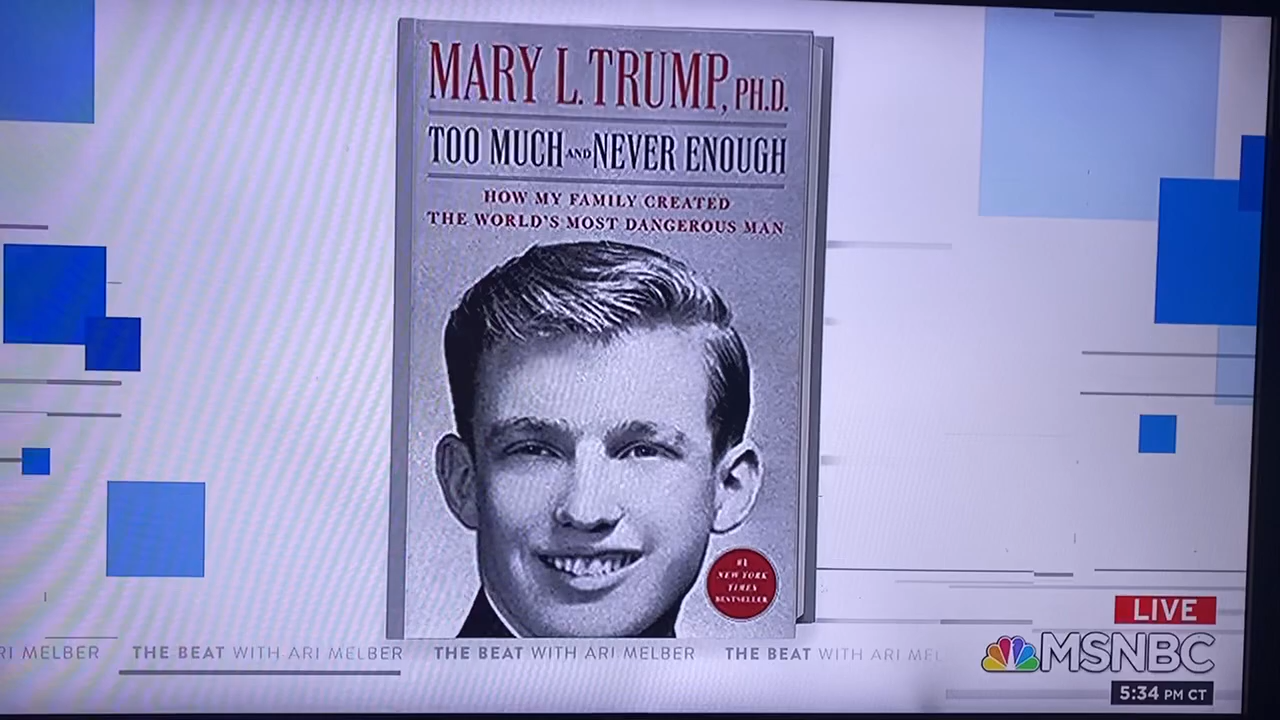 MARY L. TRUMP, PH.D.
TOO MUCH AND NEVER ENOUGH
HOW MY FAMILY CREATED
THE WORLD'S MOST DANGEROUS MAN
#1
NEW YORK
TIMES
BESTSELLER
LIVE
RI MELBER THE BEAT WITH ARI MELBER THE BEAT WITH ARI MELBER THE BEAT WITH ARI MEL
MSNBC
5:34 PM CT